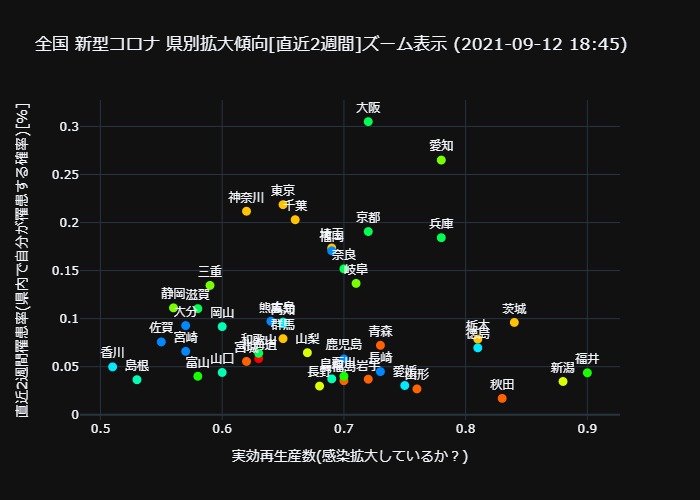 全国 新型コロナ 県別拡大傾向[直近2週間]ズーム表示 (2021-09-12 18:45)
直近2週間罹患率(県内で自分が罹患する確率)[%]
0.3
0.25
0.2
0.15
0.1
0.05
0
大阪
愛知
東京
神奈川
千葉
京都
兵庫
福岡
奈良
岐阜
三重
静岡
滋賀
大分
岡山
熊本
群馬
茨城
栃木
徳島
佐賀
宮崎
山梨
鹿児島
青森
香川
島根
富山
山口
宮城
長野
長崎
岩手
愛媛
山形
秋田
新潟
福井
0.5
0.6
0.7
0.8
0.9
実効再生産数(感染拡大しているか？)